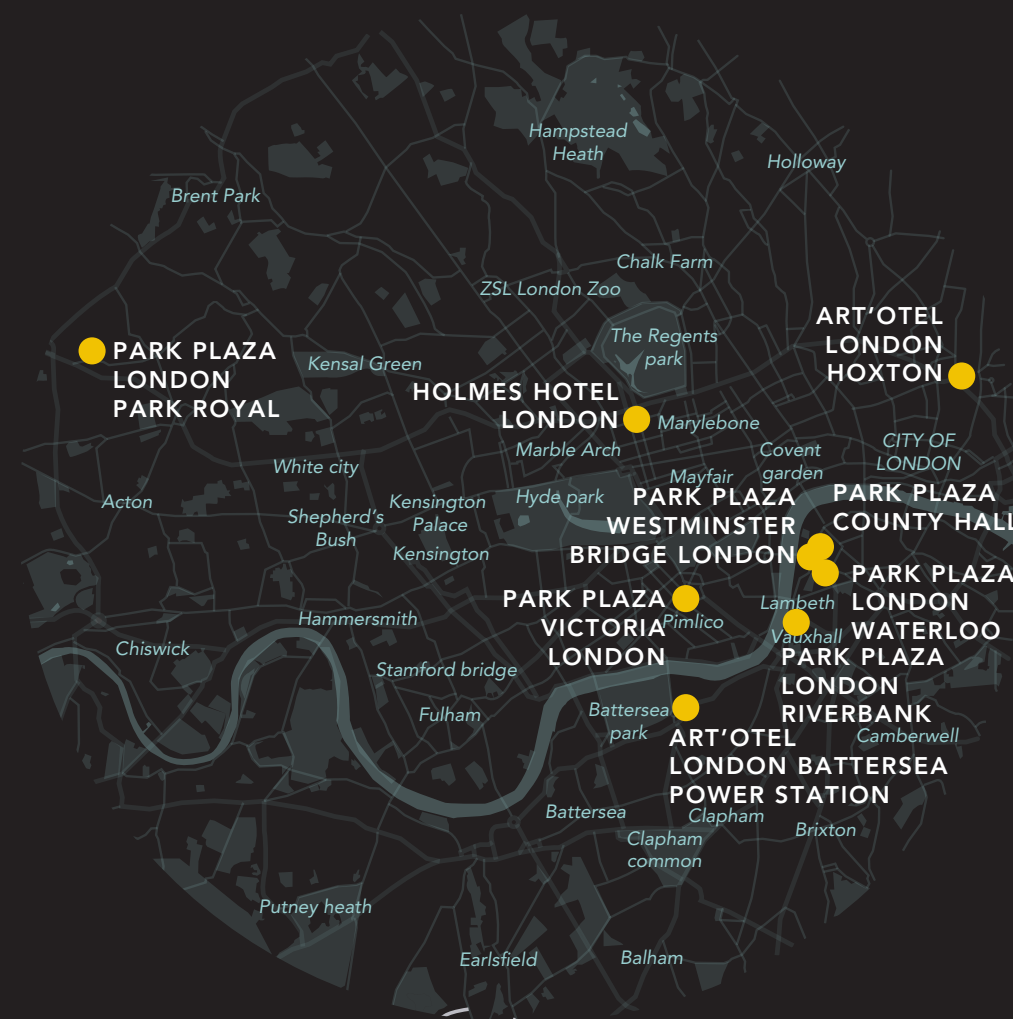 Hampstead
Heath
Holloway
Brent Park
Chalk Farm
ZSL London Zoo
ART’OTEL
LONDON
HOXTON
The Regents
park
PARK PLAZA
LONDON
PARK ROYAL
Kensal Green
HOLMES HOTEL
LONDON
Marylebone
Marble Arch
Covent
garden
CITY OF
LONDON
White city
Mayfair
Acton
Kensington
Palace
Hyde park
PARK PLAZA
WESTMINSTER
BRIDGE LONDON
PARK PLAZA
COUNTY HALL
Shepherd’s
Bush
Kensington
PARK PLAZA
LONDON
WATERLOO
PARK PLAZA
VICTORIA
LONDON
Pimlico
Lambeth
Vauxhall
Hammersmith
Chiswick
PARK PLAZA
LONDON
RIVERBANK
Stamford bridge
Fulham
Battersea
park
ART’OTEL
LONDON BATTERSEA
POWER STATION
Camberwell
Battersea
Clapham
Brixton
Clapham
common
Putney heath
Earlsfield
Balham